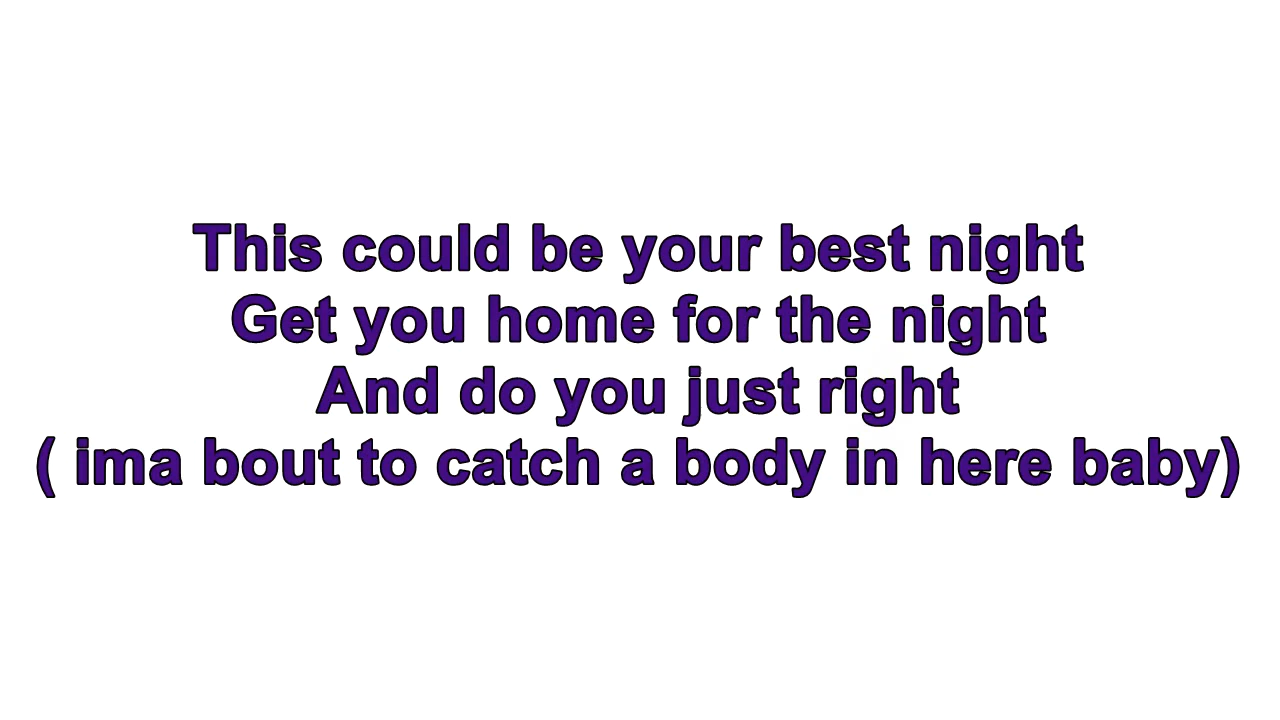 This could be your best night
Get you home for the night
And do you just right
( ima bout to catch a body in here baby)